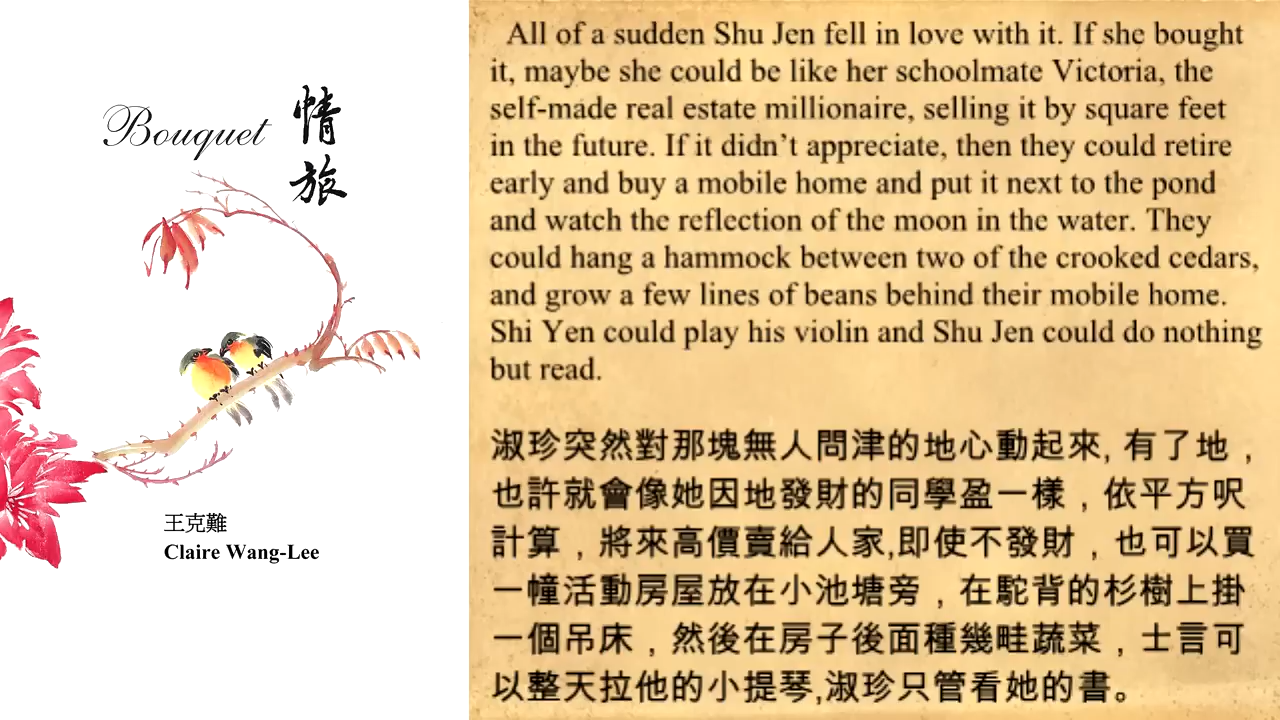 Bouquet
情旅
王克難
Claire Wang-Lee
All of a sudden Shu Jen fell in love with it. If she bought
it, maybe she could be like her schoolmate Victoria, the
self-made real estate millionaire, selling it by square feet
in the future. If it didn't appreciate, then they could retire
early and buy a mobile home and put it next to the pond
and watch the reflection of the moon in the water. They
could hang a hammock between two of the crooked cedars,
and grow a few lines of beans behind their mobile home.
Shi Yen could play his violin and Shu Jen could do nothing
but read.
淑珍突然對那塊無人問津的地心動起來, 有了地，
也許就會像她因地發財的同學盈一樣，依平方呎
計算，將來高價賣給人家,即使不發財，也可以買
一幢活動房屋放在小池塘旁，在駝背的杉樹上掛
一個吊床，然後在房子後面種幾畦蔬菜，士言可
以整天拉他的小提琴,淑珍只管看她的書。